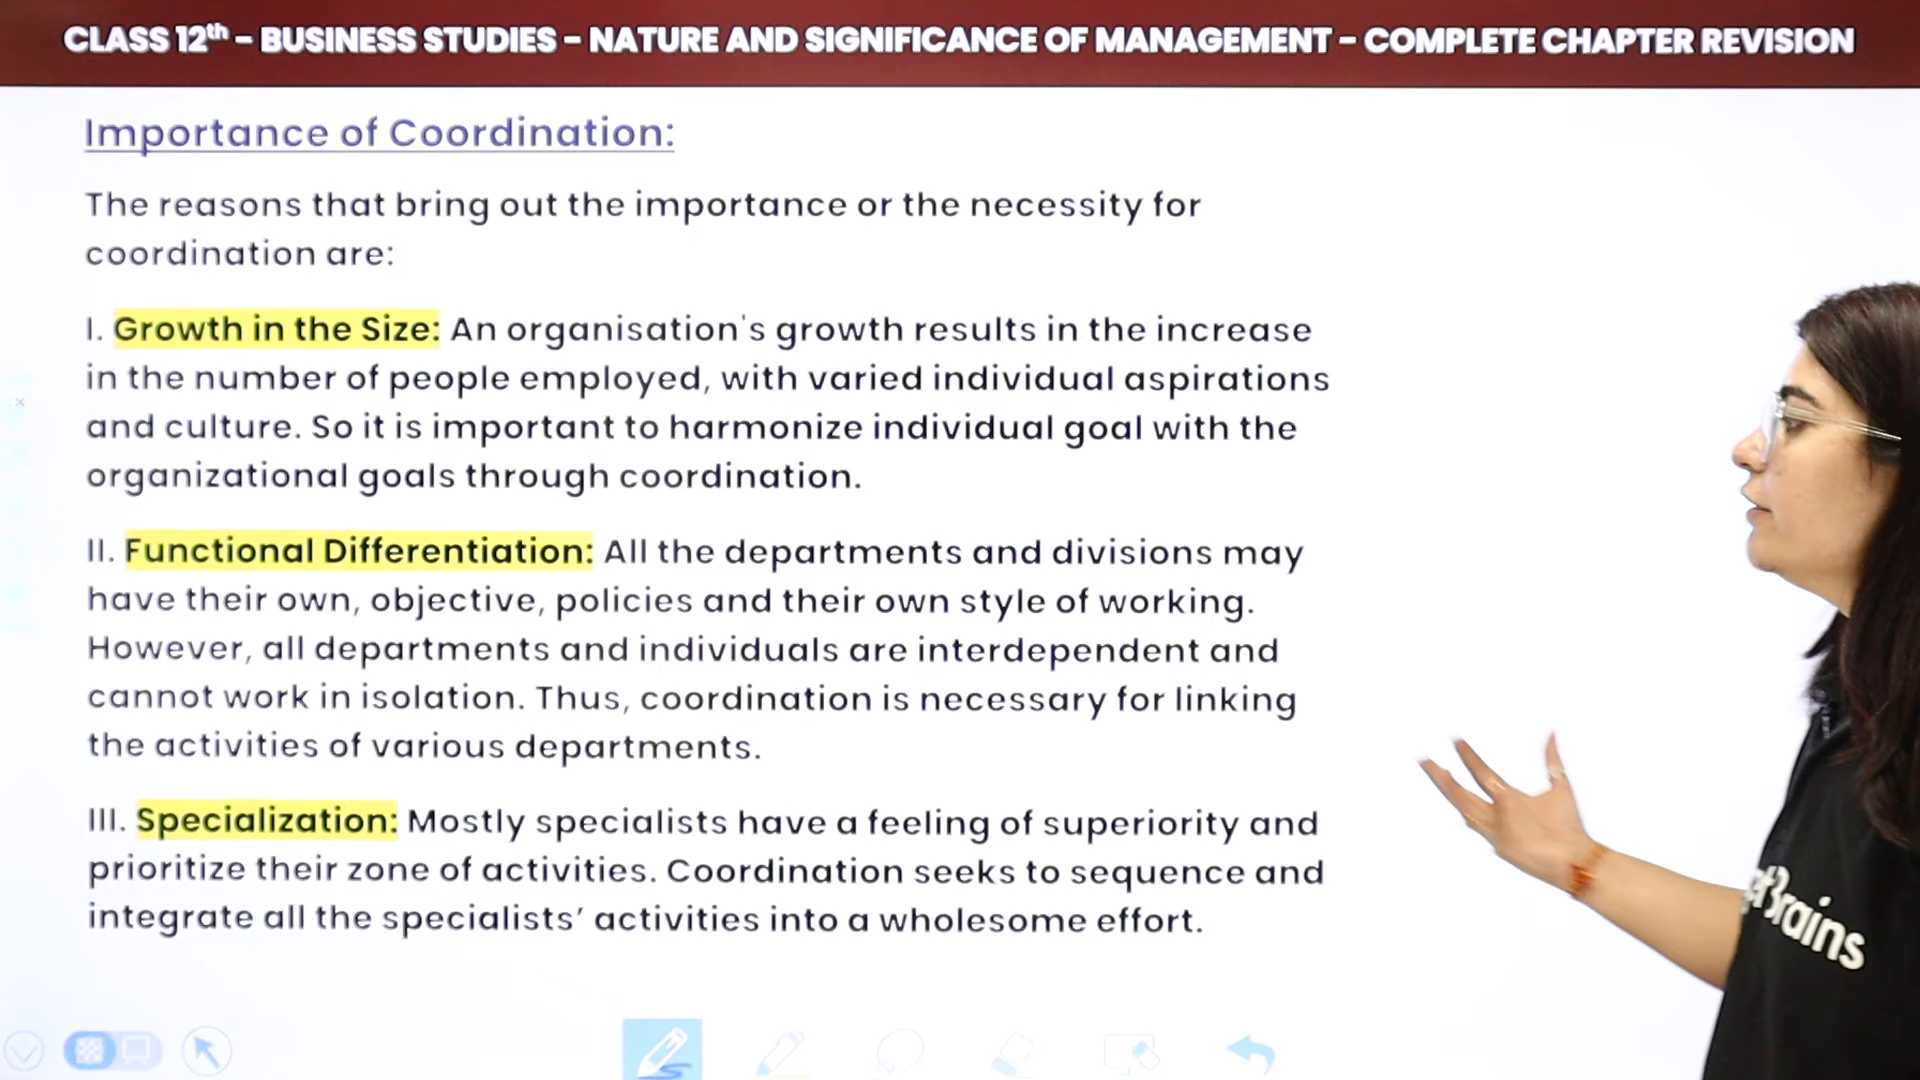 CLASS 12th – BUSINESS STUDIES – NATURE AND SIGNIFICANCE OF MANAGEMENT – COMPLETE CHAPTER REVISION
Importance of Coordination:
The reasons that bring out the importance or the necessity for
coordination are:
I. Growth in the Size: An organisation's growth results in the increase
in the number of people employed, with varied individual aspirations
and culture. So it is important to harmonize individual goal with the
organizational goals through coordination.
II. Functional Differentiation: All the departments and divisions may
have their own, objective, policies and their own style of working.
However, all departments and individuals are interdependent and
cannot work in isolation. Thus, coordination is necessary for linking
the activities of various departments.
III. Specialization: Mostly specialists have a feeling of superiority and
prioritize their zone of activities. Coordination seeks to sequence and
integrate all the specialists’ activities into a wholesome effort.